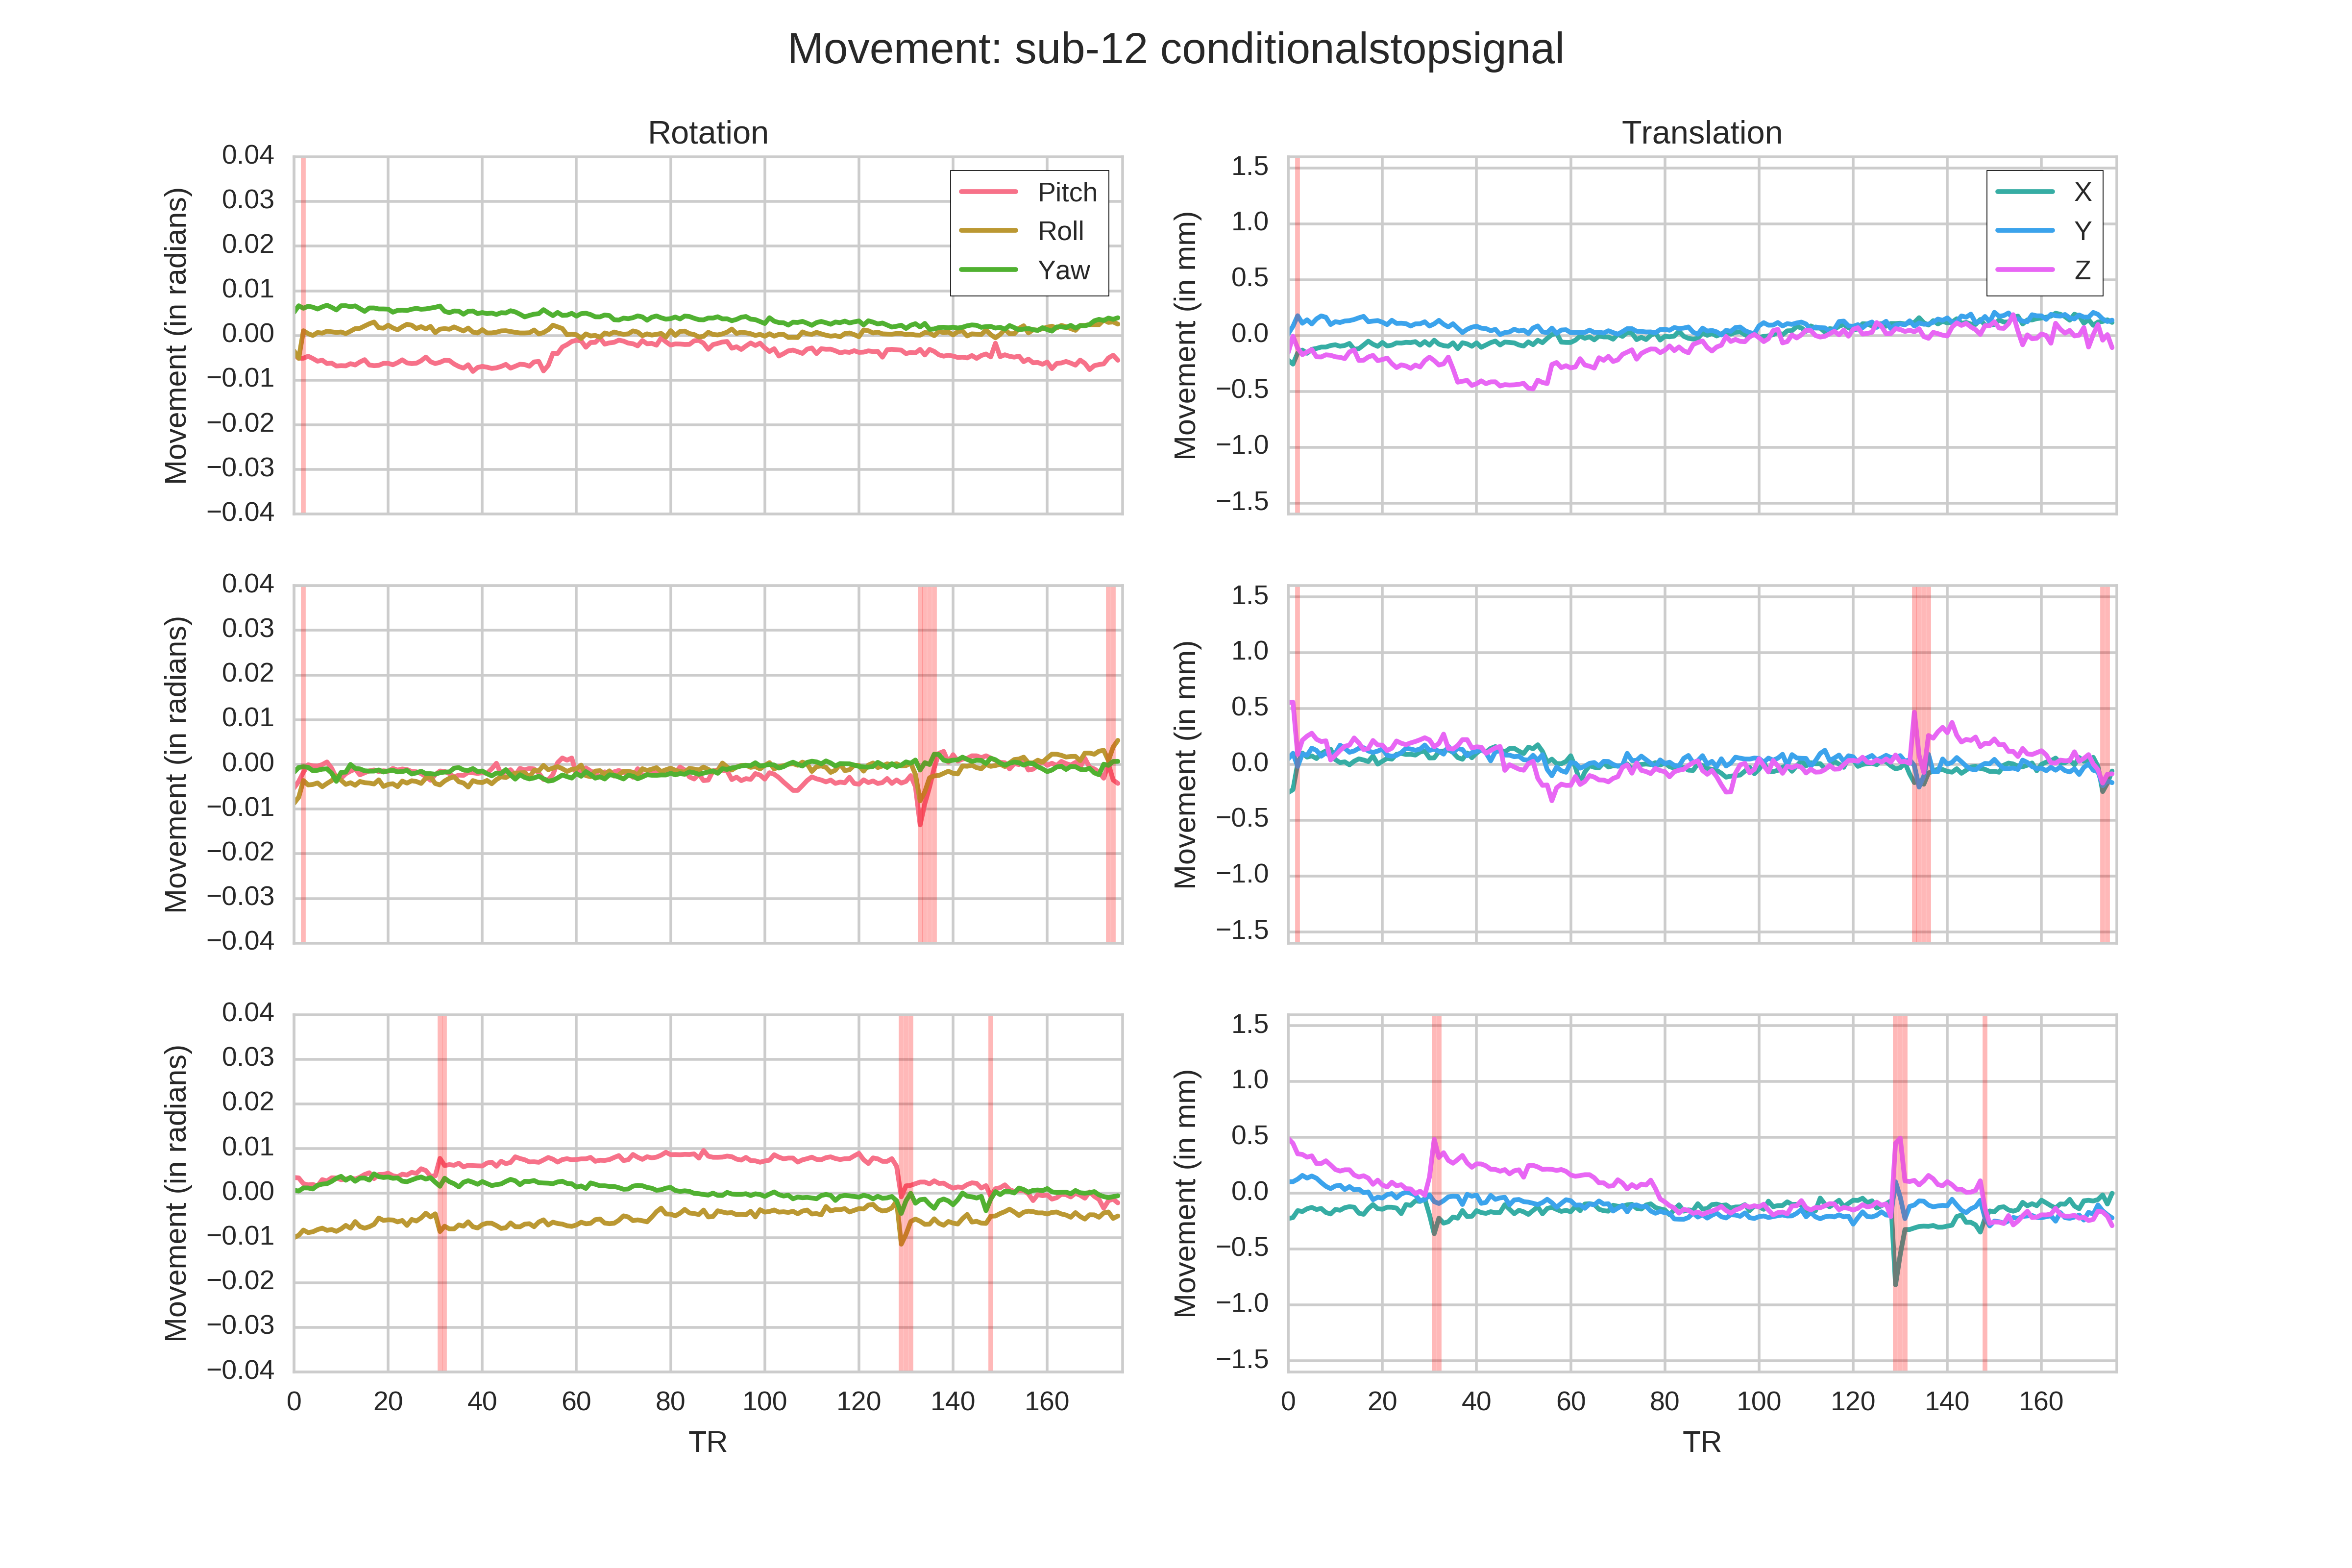 Movement: sub-12 conditionalstopsignal
Rotation
Translation
Movement (in radians)
0.04
0.03
0.02
0.01
0.00
−0.01
−0.02
−0.03
−0.04
Pitch
Roll
Yaw
Movement (in mm)
1.5
1.0
0.5
0.0
−0.5
−1.0
−1.5
X
Y
Z
Movement (in radians)
0.04
0.03
0.02
0.01
0.00
−0.01
−0.02
−0.03
−0.04
Movement (in mm)
1.5
1.0
0.5
0.0
−0.5
−1.0
−1.5
Movement (in radians)
0.04
0.03
0.02
0.01
0.00
−0.01
−0.02
−0.03
−0.04
0 20 40 60 80 100 120 140 160
TR
Movement (in mm)
1.5
1.0
0.5
0.0
−0.5
−1.0
−1.5
0 20 40 60 80 100 120 140 160
TR